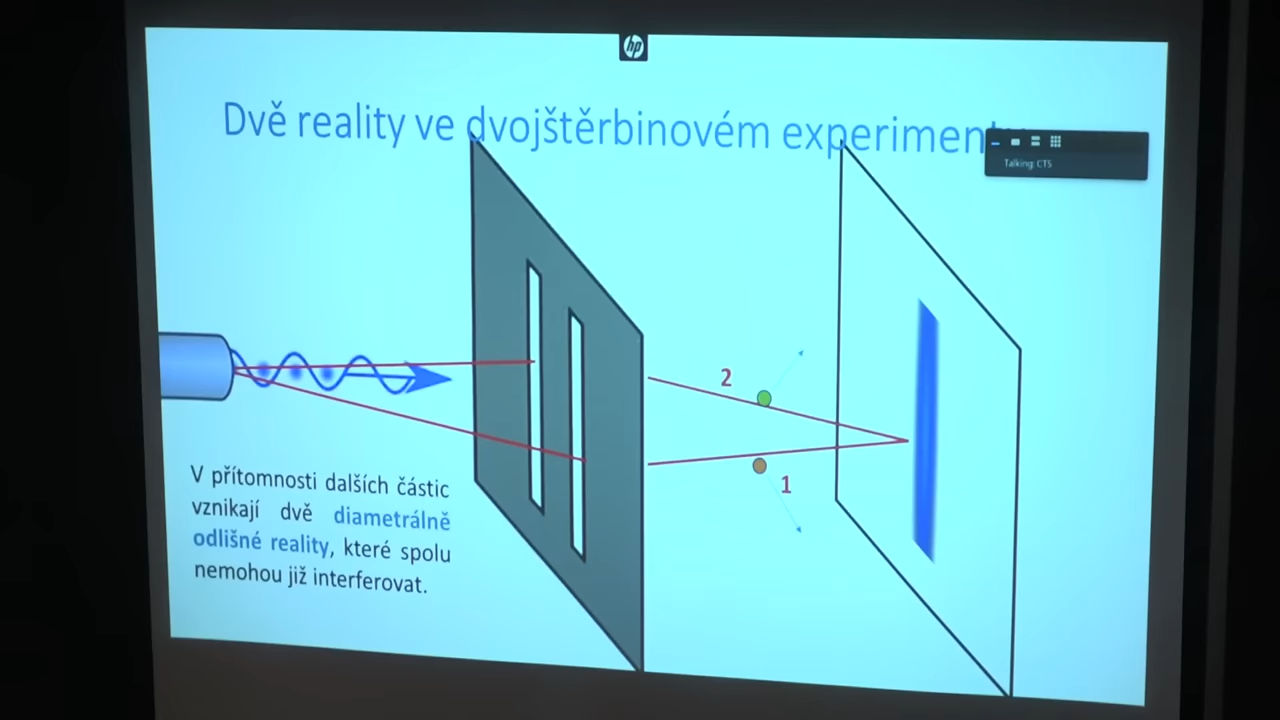 hp
Dvě reality ve dvojštěrbinovém experiment
Talking: CTS
2
1
V přítomnosti dalších částic
vznikají dvě diametrálně
odlišné reality, které spolu
nemohou již interferovat.